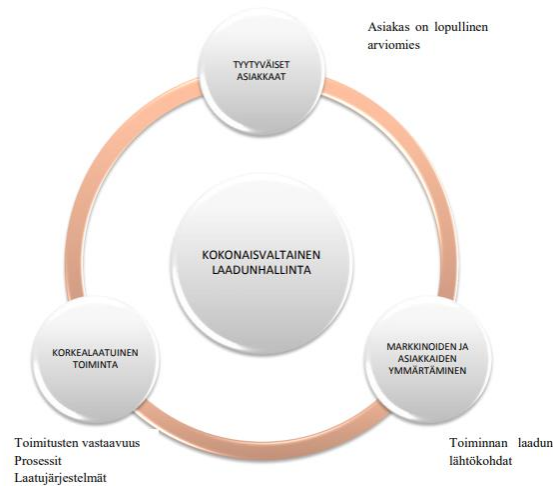 Asiakas on lopullinen
arviomies
TYYTYVÄISET
ASIAKKAAT
KOKONAISVALTAINEN
LAADUNHALLINTA
KORKEALAATUINEN
TOIMINTA
MARKKINOIDEN JA
ASIAKKAIDEN
YMMÄRTÄMINEN
Toimitusten vastaavuus
Prosessit
Laatujärjestelmät
Toiminnan laadun
lähtökohdat